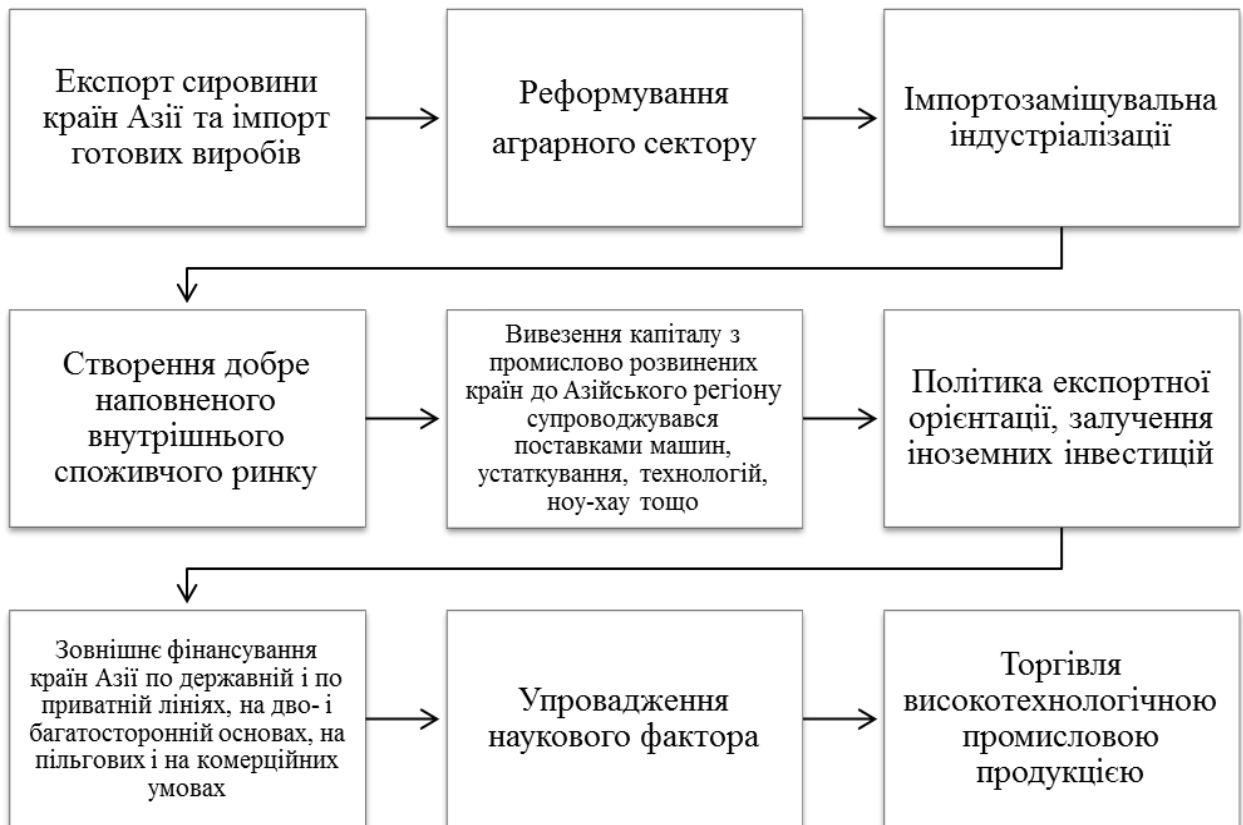 Експорт сировини
країн Азії та імпорт
готових виробів
Реформування
аграрного сектору
Імпортозаміщувальна
індустріалізації
Створення добре
наповненого
внутрішнього
споживчого ринку
Вивезення капіталу з
промислово розвинених
країн до Азійського регіону
супроводжувався
поставками машин,
устаткування, технологій,
ноу-хау тощо
Політика експортної
орієнтації, залучення
іноземних інвестицій
Зовнішнє фінансування
країн Азії по державній і по
приватній лініях, на дво- і
багатосторонній основах, на
пільгових і на комерційних
умовах
Упровадження
наукового фактора
Торгівля
високотехнологічною
промисловою
продукцією